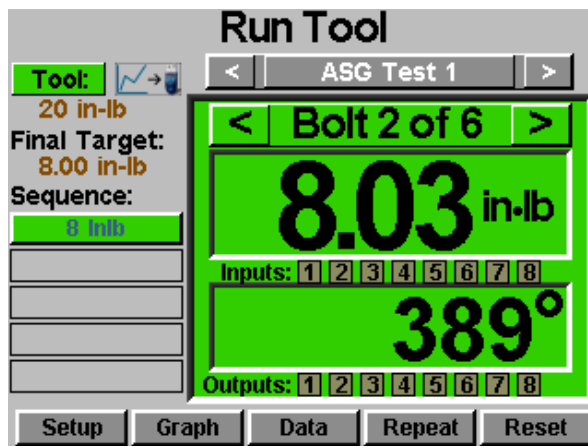 Run Tool
Tool:
20 in-lb
Final Target:
8.00 in-lb
Sequence:
8 Inlb
< ASG Test 1 >
< Bolt 2 of 6 >
8.03 in•lb
Inputs: 1 2 3 4 5 6 7 8
389°
Outputs: 1 2 3 4 5 6 7 8
Setup Graph Data Repeat Reset